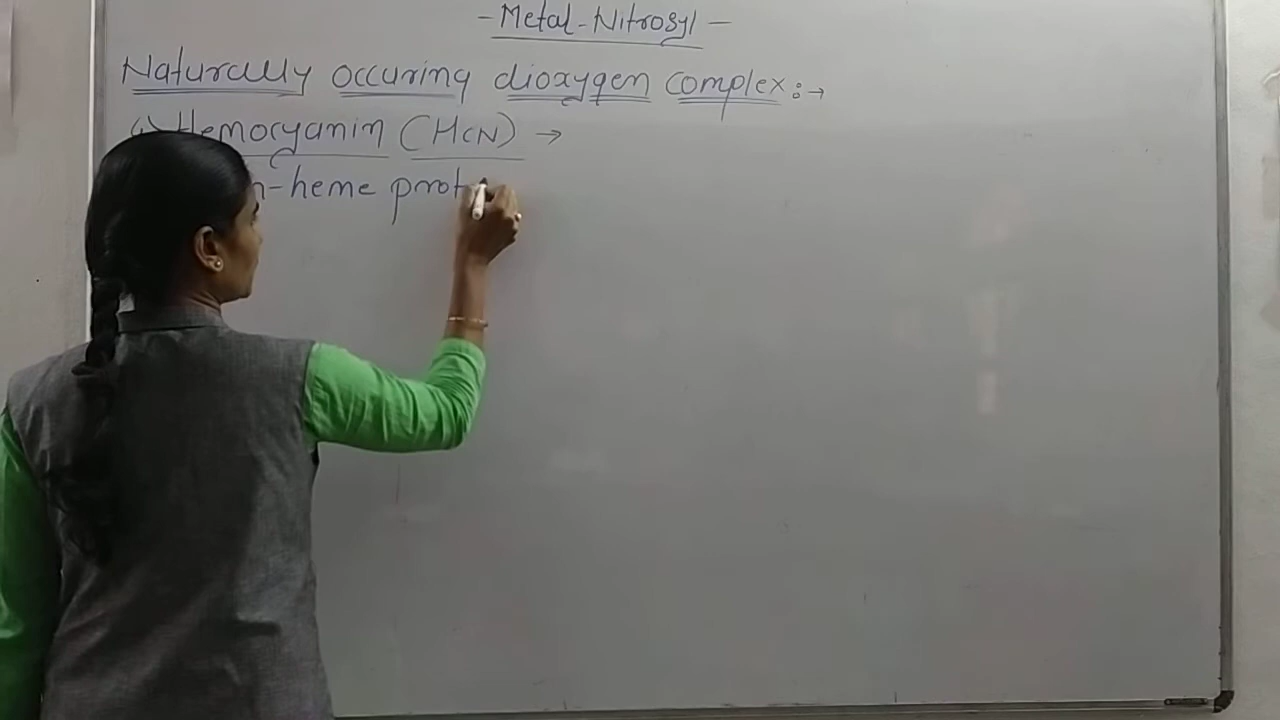 - Metal-Nitrosyl -
Naturally occuring dioxygen complex:→
Hemocyanin (HcN) →
-heme prot